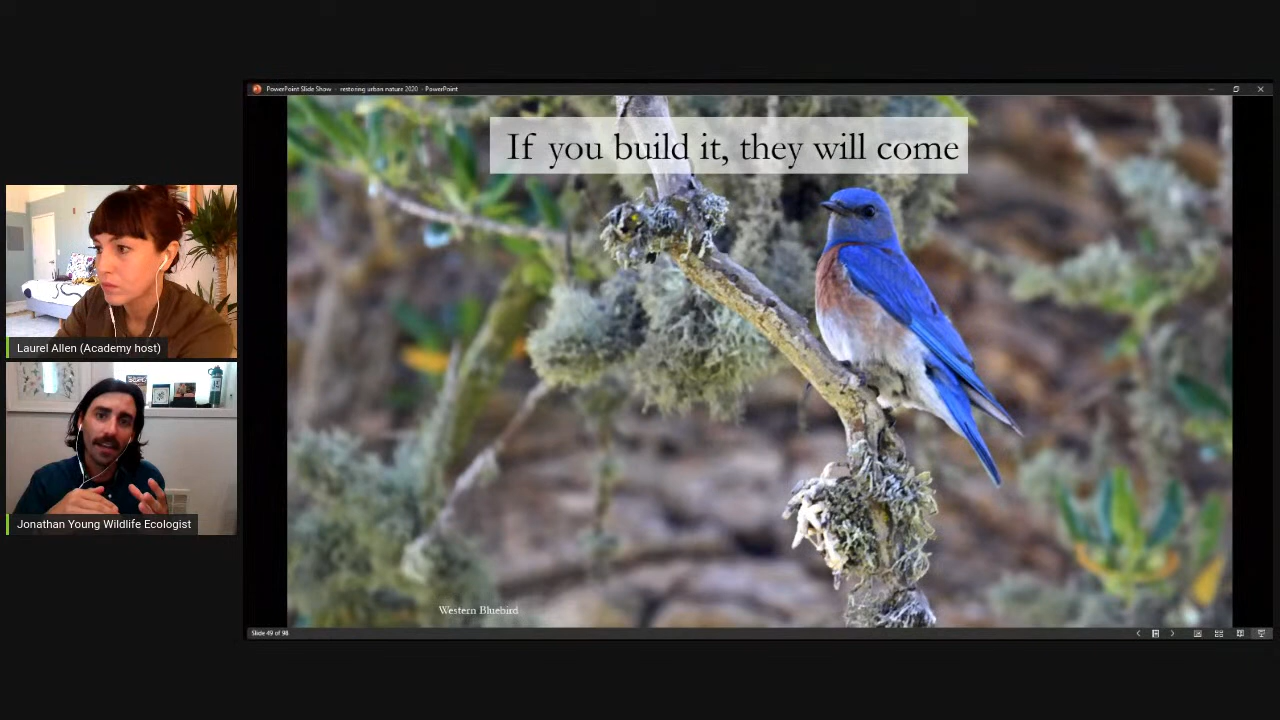 PowerPoint Slide Show - restoring urban nature 2020 - PowerPoint
If you build it, they will come
Laurel Allen (Academy host)
Jonathan Young Wildlife Ecologist
Western Bluebird
Slide 49 of 98